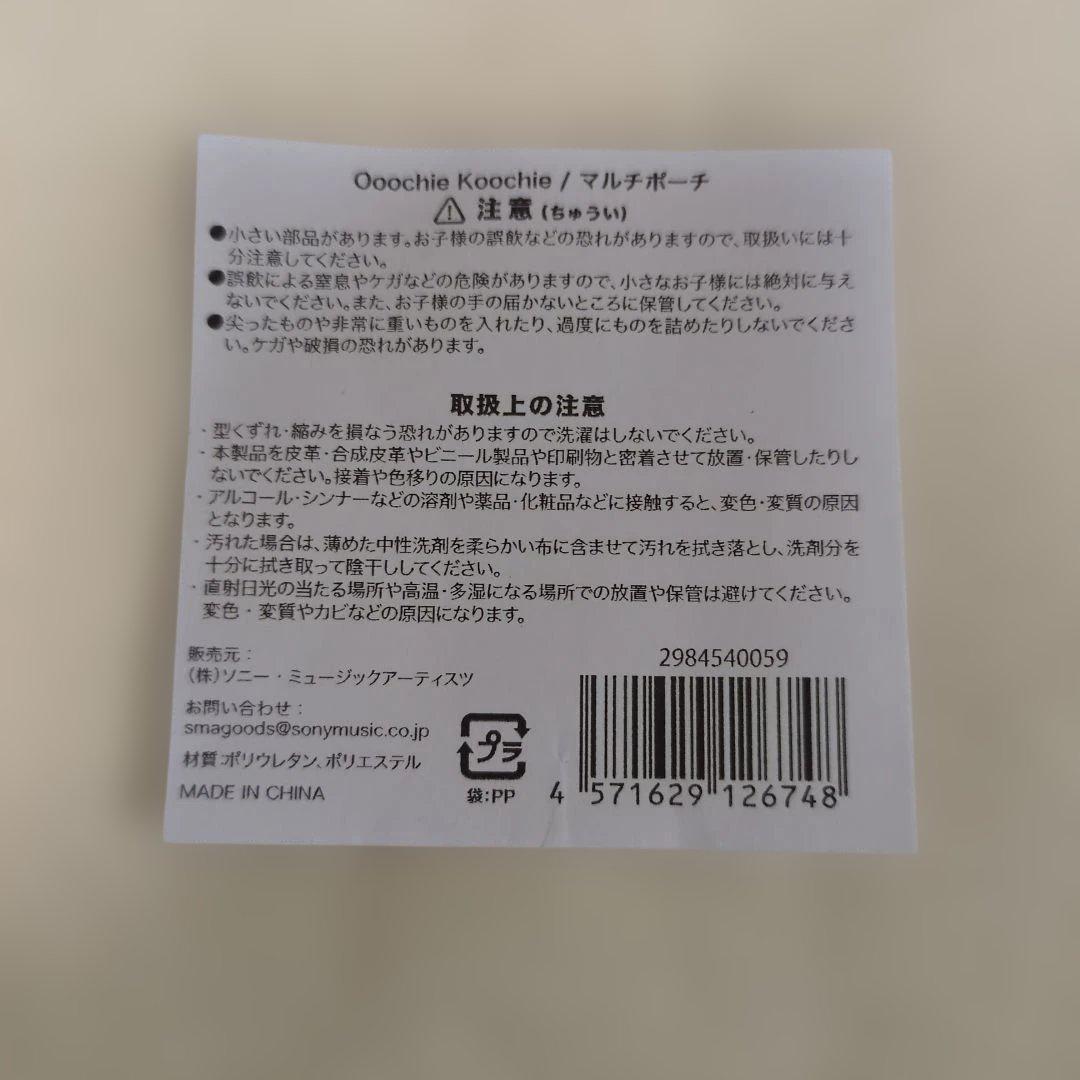 Ooochie Koochie / マルチポーチ
⚠ 注意(ちゅうい)
●小さい部品があります。お子様の誤飲などの恐れがありますので、取扱いには十
分注意してください。
●誤飲による窒息やケガなどの危険がありますので、小さなお子様には絶対に与え
ないでください。また、お子様の手の届かないところに保管してください。
●尖ったものや非常に重いものを入れたり、過度にものを詰めたりしないでくださ
い。ケガや破損の恐れがあります。
取扱上の注意
・型くずれ・縮みを損なう恐れがありますので洗濯はしないでください。
・本製品を皮革・合成皮革やビニール製品や印刷物と密着させて放置・保管したりし
ないでください。接着や色移りの原因になります。
・アルコール・シンナーなどの溶剤や薬品・化粧品などに接触すると、変色・変質の原因
となります。
・汚れた場合は、薄めた中性洗剤を柔らかい布に含ませて汚れを拭き落とし、洗剤分を
十分に拭き取って陰干ししてください。
・直射日光の当たる場所や高温・多湿になる場所での放置や保管は避けてください。
変色・変質やカビなどの原因になります。
販売元：
(株)ソニー・ミュージックアーティスツ
お問い合わせ：
smagoods@sonymusic.co.jp
材質:ポリウレタン、ポリエステル
MADE IN CHINA
プラ
袋:PP
2984540059
4 571629 126748